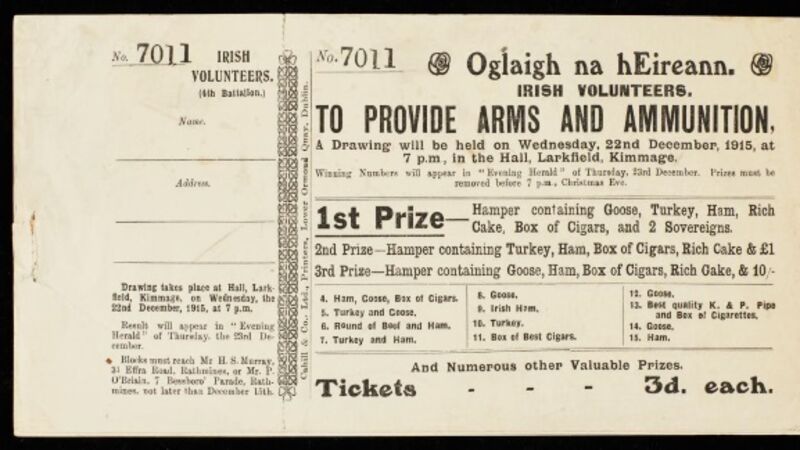 No. 7011 IRISH
VOLUNTEERS.
(4th Battalion.)
Name.
Address.
Drawing takes place at Hall, Lark-
field, Kimmage, on Wednesday, the
22nd December, 1915, at 7 p.m.
Result will appear in "Evening
Herald" of Thursday, the 23rd De-
cember.
Blocks must reach Mr H. S. Murray,
31 Effra Road, Rathmines, or Mr. P.
O'Briain, 7 Bessboro' Parade, Rath-
mines, not later than December 15th.
Cahill & Co., Ltd., Printers, Lower Ormond Quay, Dublin.
No. 7011
Oglaigh na hEireann.
IRISH VOLUNTEERS.
TO PROVIDE ARMS AND AMMUNITION,
A Drawing will be held on Wednesday, 22nd December, 1915, at
7 p.m., in the Hall, Larkfield, Kimmage.
Winning Numbers will appear in "Evening Herald" of Thursday, 23rd December. Prizes must be
removed before 7 p.m., Christmas Eve.
1st Prize—Hamper containing Goose, Turkey, Ham, Rich
Cake, Box of Cigars, and 2 Sovereigns.
2nd Prize—Hamper containing Turkey, Ham, Box of Cigars, Rich Cake & £1
3rd Prize—Hamper containing Goose, Ham, Box of Cigars, Rich Cake, & 10/-
4. Ham, Goose, Box of Cigars.
5. Turkey and Goose.
6. Round of Beef and Ham.
7. Turkey and Ham.
8. Goose.
9. Irish Ham.
10. Turkey.
11. Box of Best Cigars.
12. Goose.
13. Best quality K. & P. Pipe
and Box of Cigarettes.
14. Goose.
15. Ham.
And Numerous other Valuable Prizes.
Tickets - - - 3d. each.